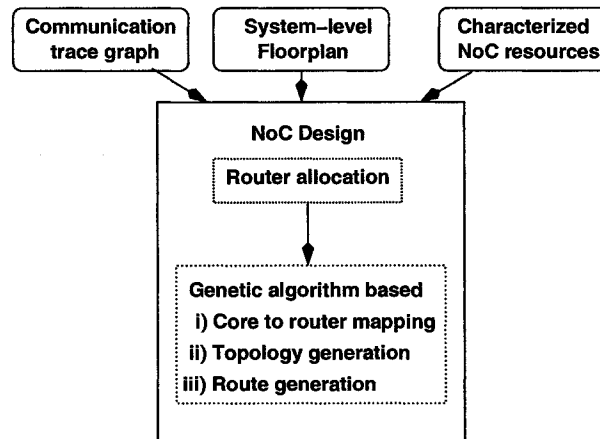 Communication
trace graph
System-level
Floorplan
Characterized
NoC resources
NoC Design
Router allocation
Genetic algorithm based
i) Core to router mapping
ii) Topology generation
iii) Route generation